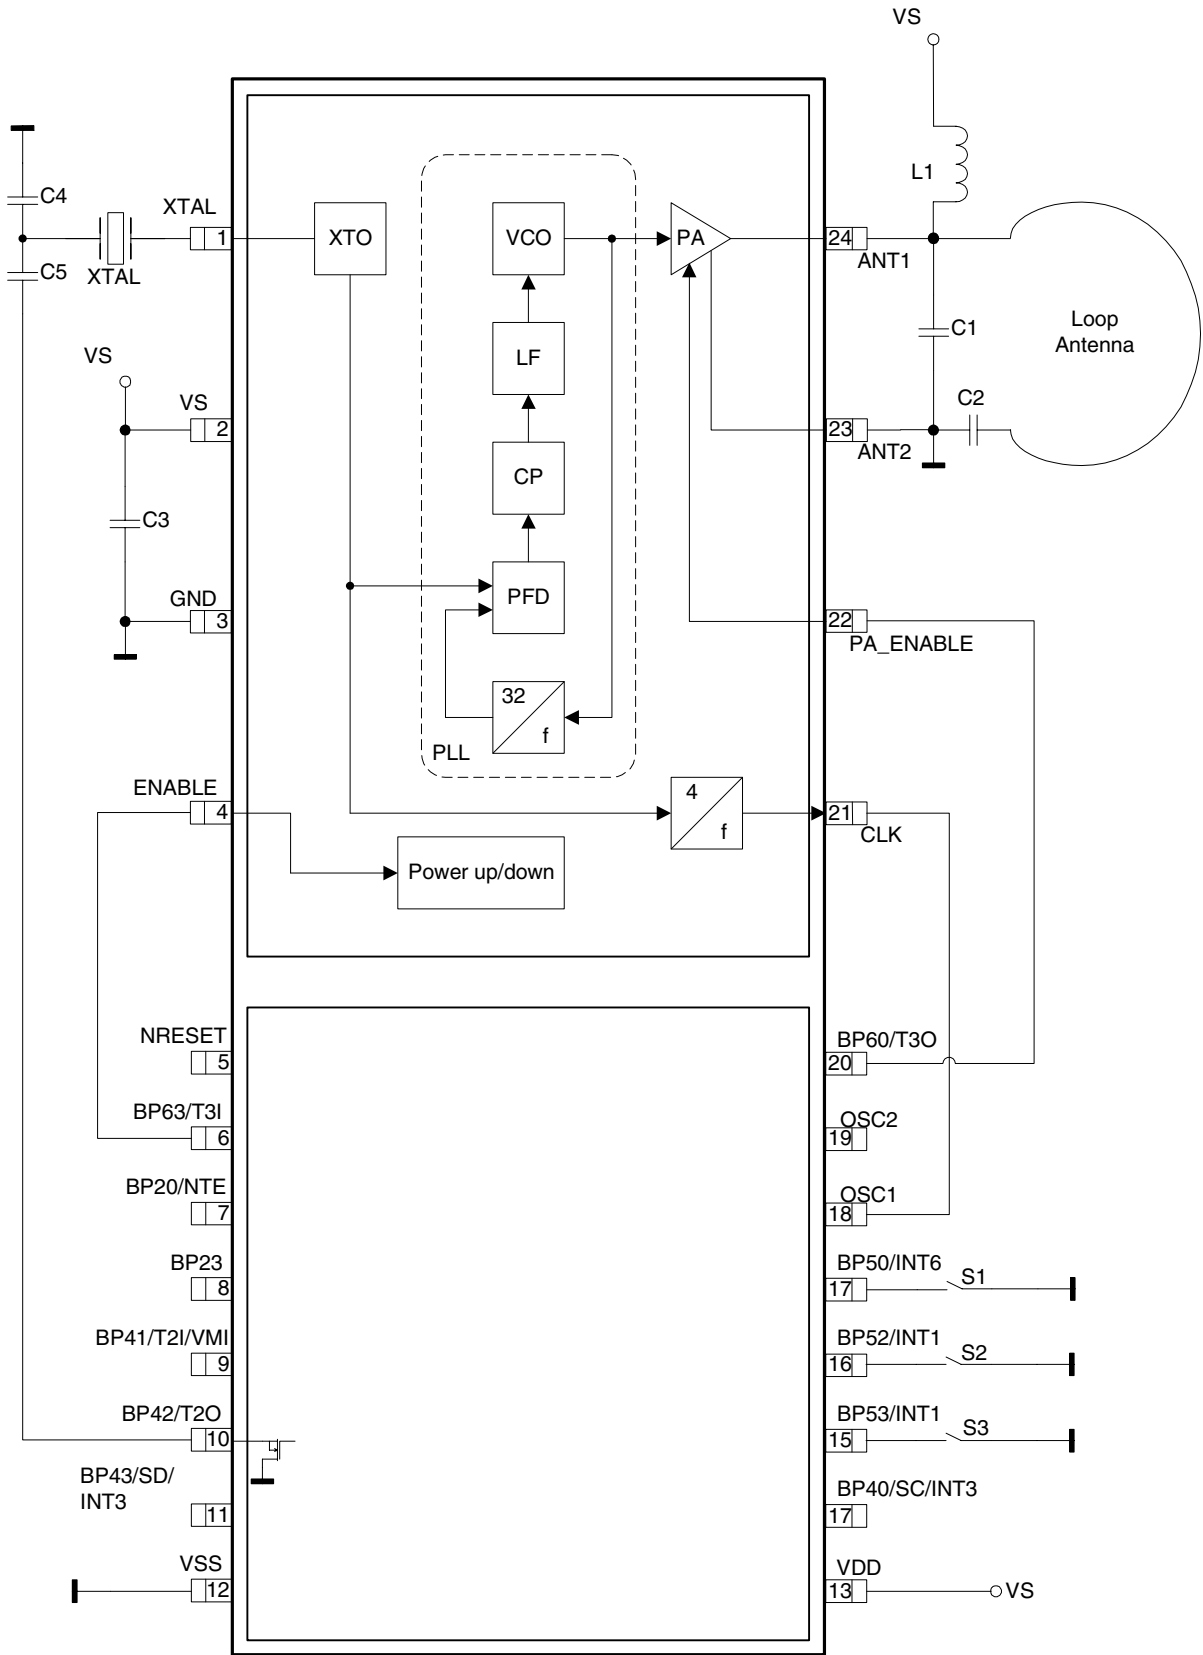 VS
L1
C4
XTAL
1
XTO
VCO
PA
24
ANT1
C5
XTAL
C1
Loop
Antenna
LF
VS
VS
2
C2
23
ANT2
CP
C3
GND
3
PFD
22
PA_ENABLE
32
f
PLL
ENABLE
4
4
f
21
CLK
Power up/down
NRESET
5
BP60/T3O
20
BP63/T3I
6
OSC2
19
BP20/NTE
7
OSC1
18
BP23
8
BP50/INT6
17
S1
BP41/T2I/VMI
9
BP52/INT1
16
S2
BP42/T2O
10
BP53/INT1
15
S3
BP43/SD/
INT3
11
BP40/SC/INT3
17
VSS
12
VDD
13
VS